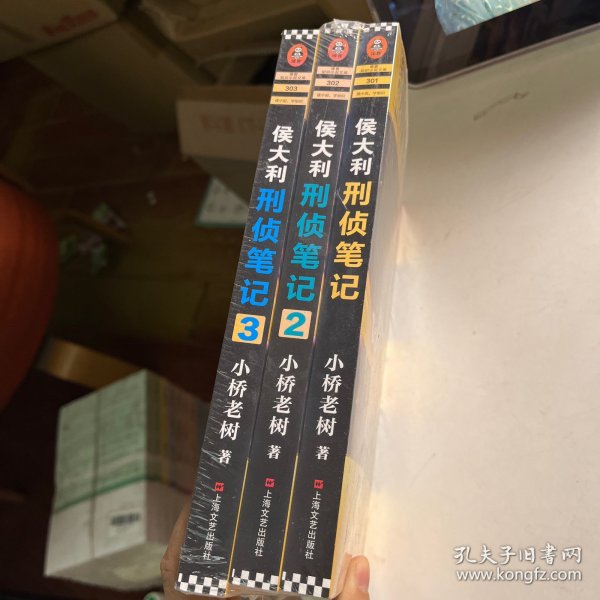 303
侯大利
刑侦笔记
3
小桥老树 著
上海文艺出版社
302
侯大利
刑侦笔记
2
小桥老树 著
上海文艺出版社
301
侯大利
刑侦笔记
小桥老树 著
上海文艺出版社
孔夫子旧书网
www.kongfz.com